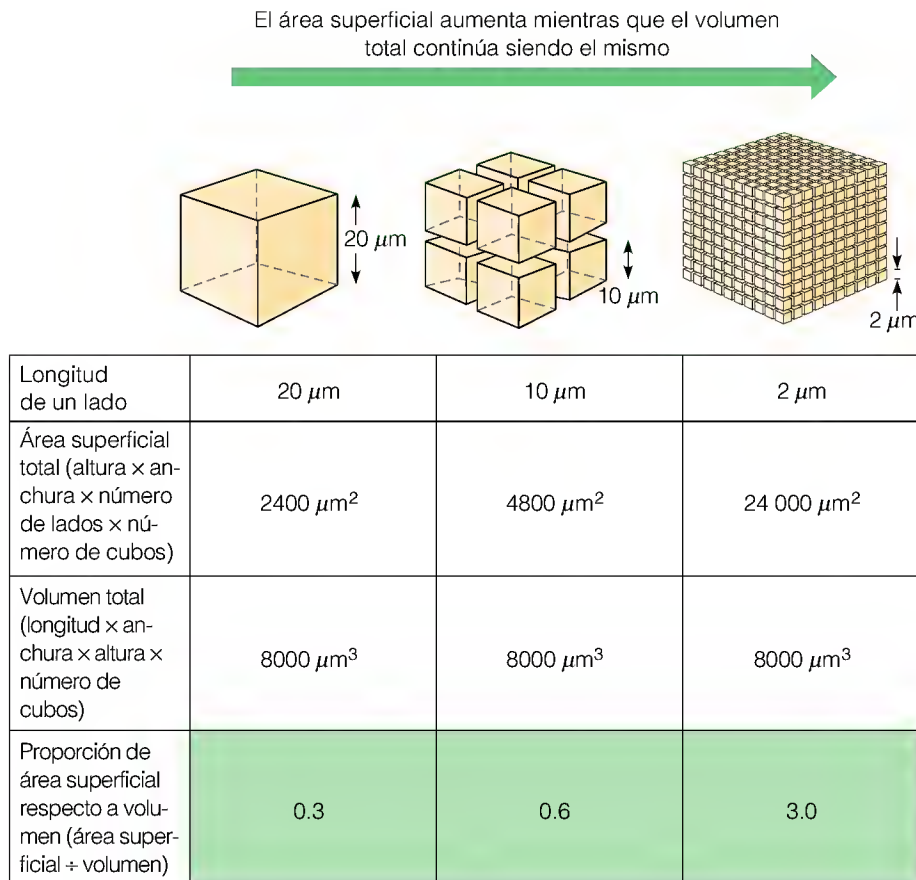 El área superficial aumenta mientras que el volumen
total continúa siendo el mismo
20 μm
10 μm
2 μm
Longitud
de un lado
20 μm
10 μm
2 μm
Área superficial
total (altura × an-
chura × número
de lados × nú-
mero de cubos)
2400 μm²
4800 μm²
24 000 μm²
Volumen total
(longitud × an-
chura × altura ×
número de
cubos)
8000 μm³
8000 μm³
8000 μm³
Proporción de
área superficial
respecto a volu-
men (área super-
ficial ÷ volumen)
0.3
0.6
3.0